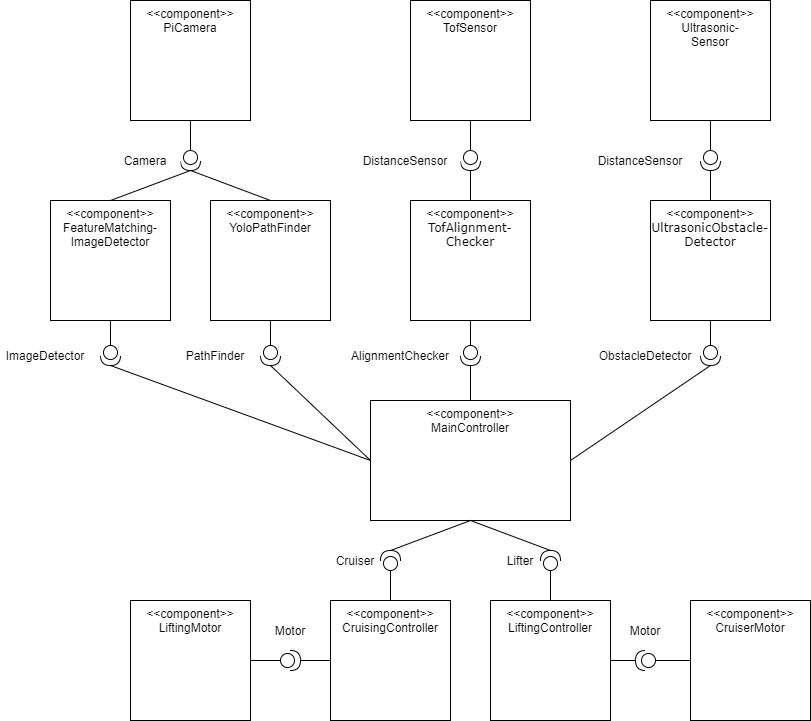 <<component>>
PiCamera
<<component>>
TofSensor
<<component>>
Ultrasonic-
Sensor
Camera
DistanceSensor
DistanceSensor
<<component>>
FeatureMatching-
ImageDetector
<<component>>
YoloPathFinder
<<component>>
TofAlignment-
Checker
<<component>>
UltrasonicObstacle-
Detector
ImageDetector
PathFinder
AlignmentChecker
ObstacleDetector
<<component>>
MainController
Cruiser
Lifter
<<component>>
LiftingMotor
Motor
<<component>>
CruisingController
<<component>>
LiftingController
Motor
<<component>>
CruiserMotor